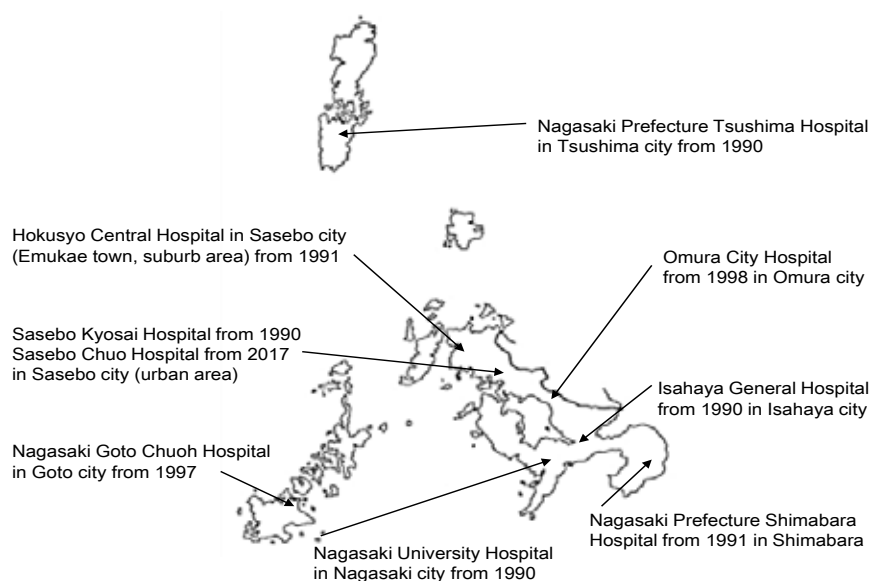 Nagasaki Prefecture Tsushima Hospital
in Tsushima city from 1990
Hokusyo Central Hospital in Sasebo city
(Emukae town, suburb area) from 1991
Omura City Hospital
from 1998 in Omura city
Sasebo Kyosai Hospital from 1990
Sasebo Chuo Hospital from 2017
in Sasebo city (urban area)
Isahaya General Hospital
from 1990 in Isahaya city
Nagasaki Goto Chuoh Hospital
in Goto city from 1997
Nagasaki Prefecture Shimabara
Hospital from 1991 in Shimabara
Nagasaki University Hospital
in Nagasaki city from 1990